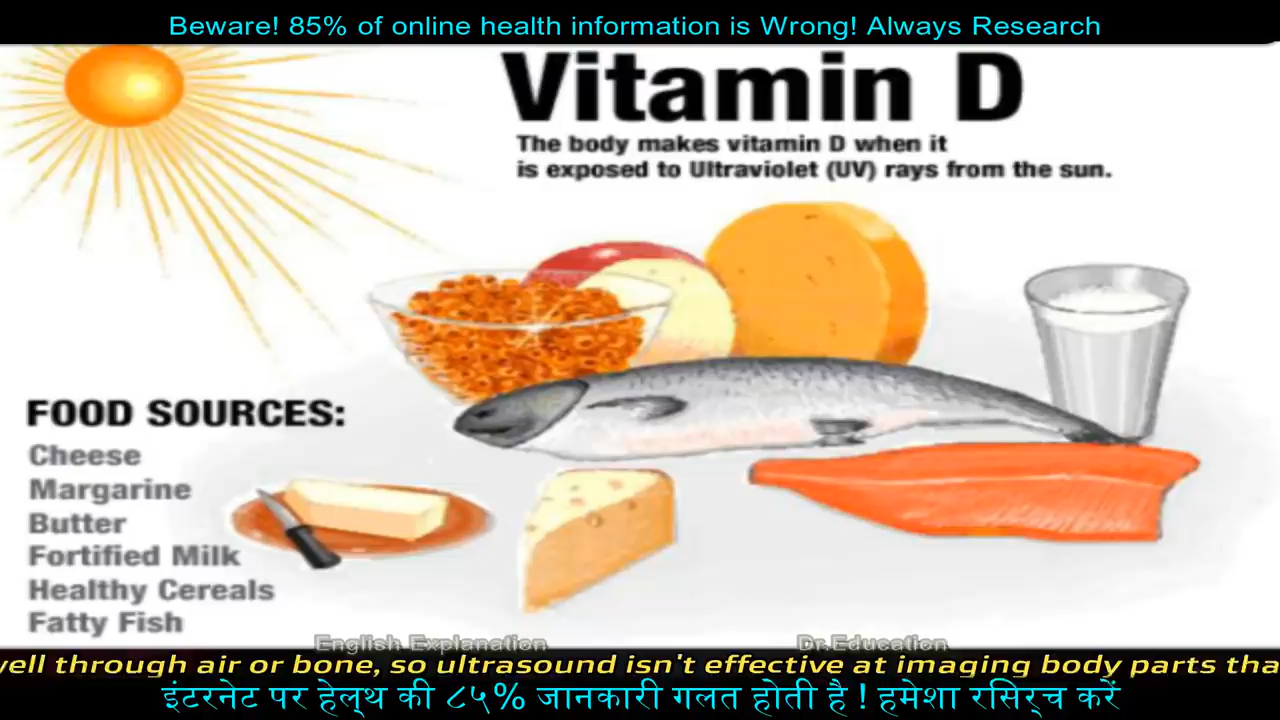 Beware! 85% of online health information is Wrong! Always Research
Vitamin D
The body makes vitamin D when it
is exposed to Ultraviolet (UV) rays from the sun.
FOOD SOURCES:
Cheese
Margarine
Butter
Fortified Milk
Healthy Cereals
Fatty Fish
English Explanation Dr.Education
well through air or bone, so ultrasound isn't effective at imaging body parts tha
इंटरनेट पर हेल्थ की ८५% जानकारी गलत होती है ! हमेशा रिसर्च करें